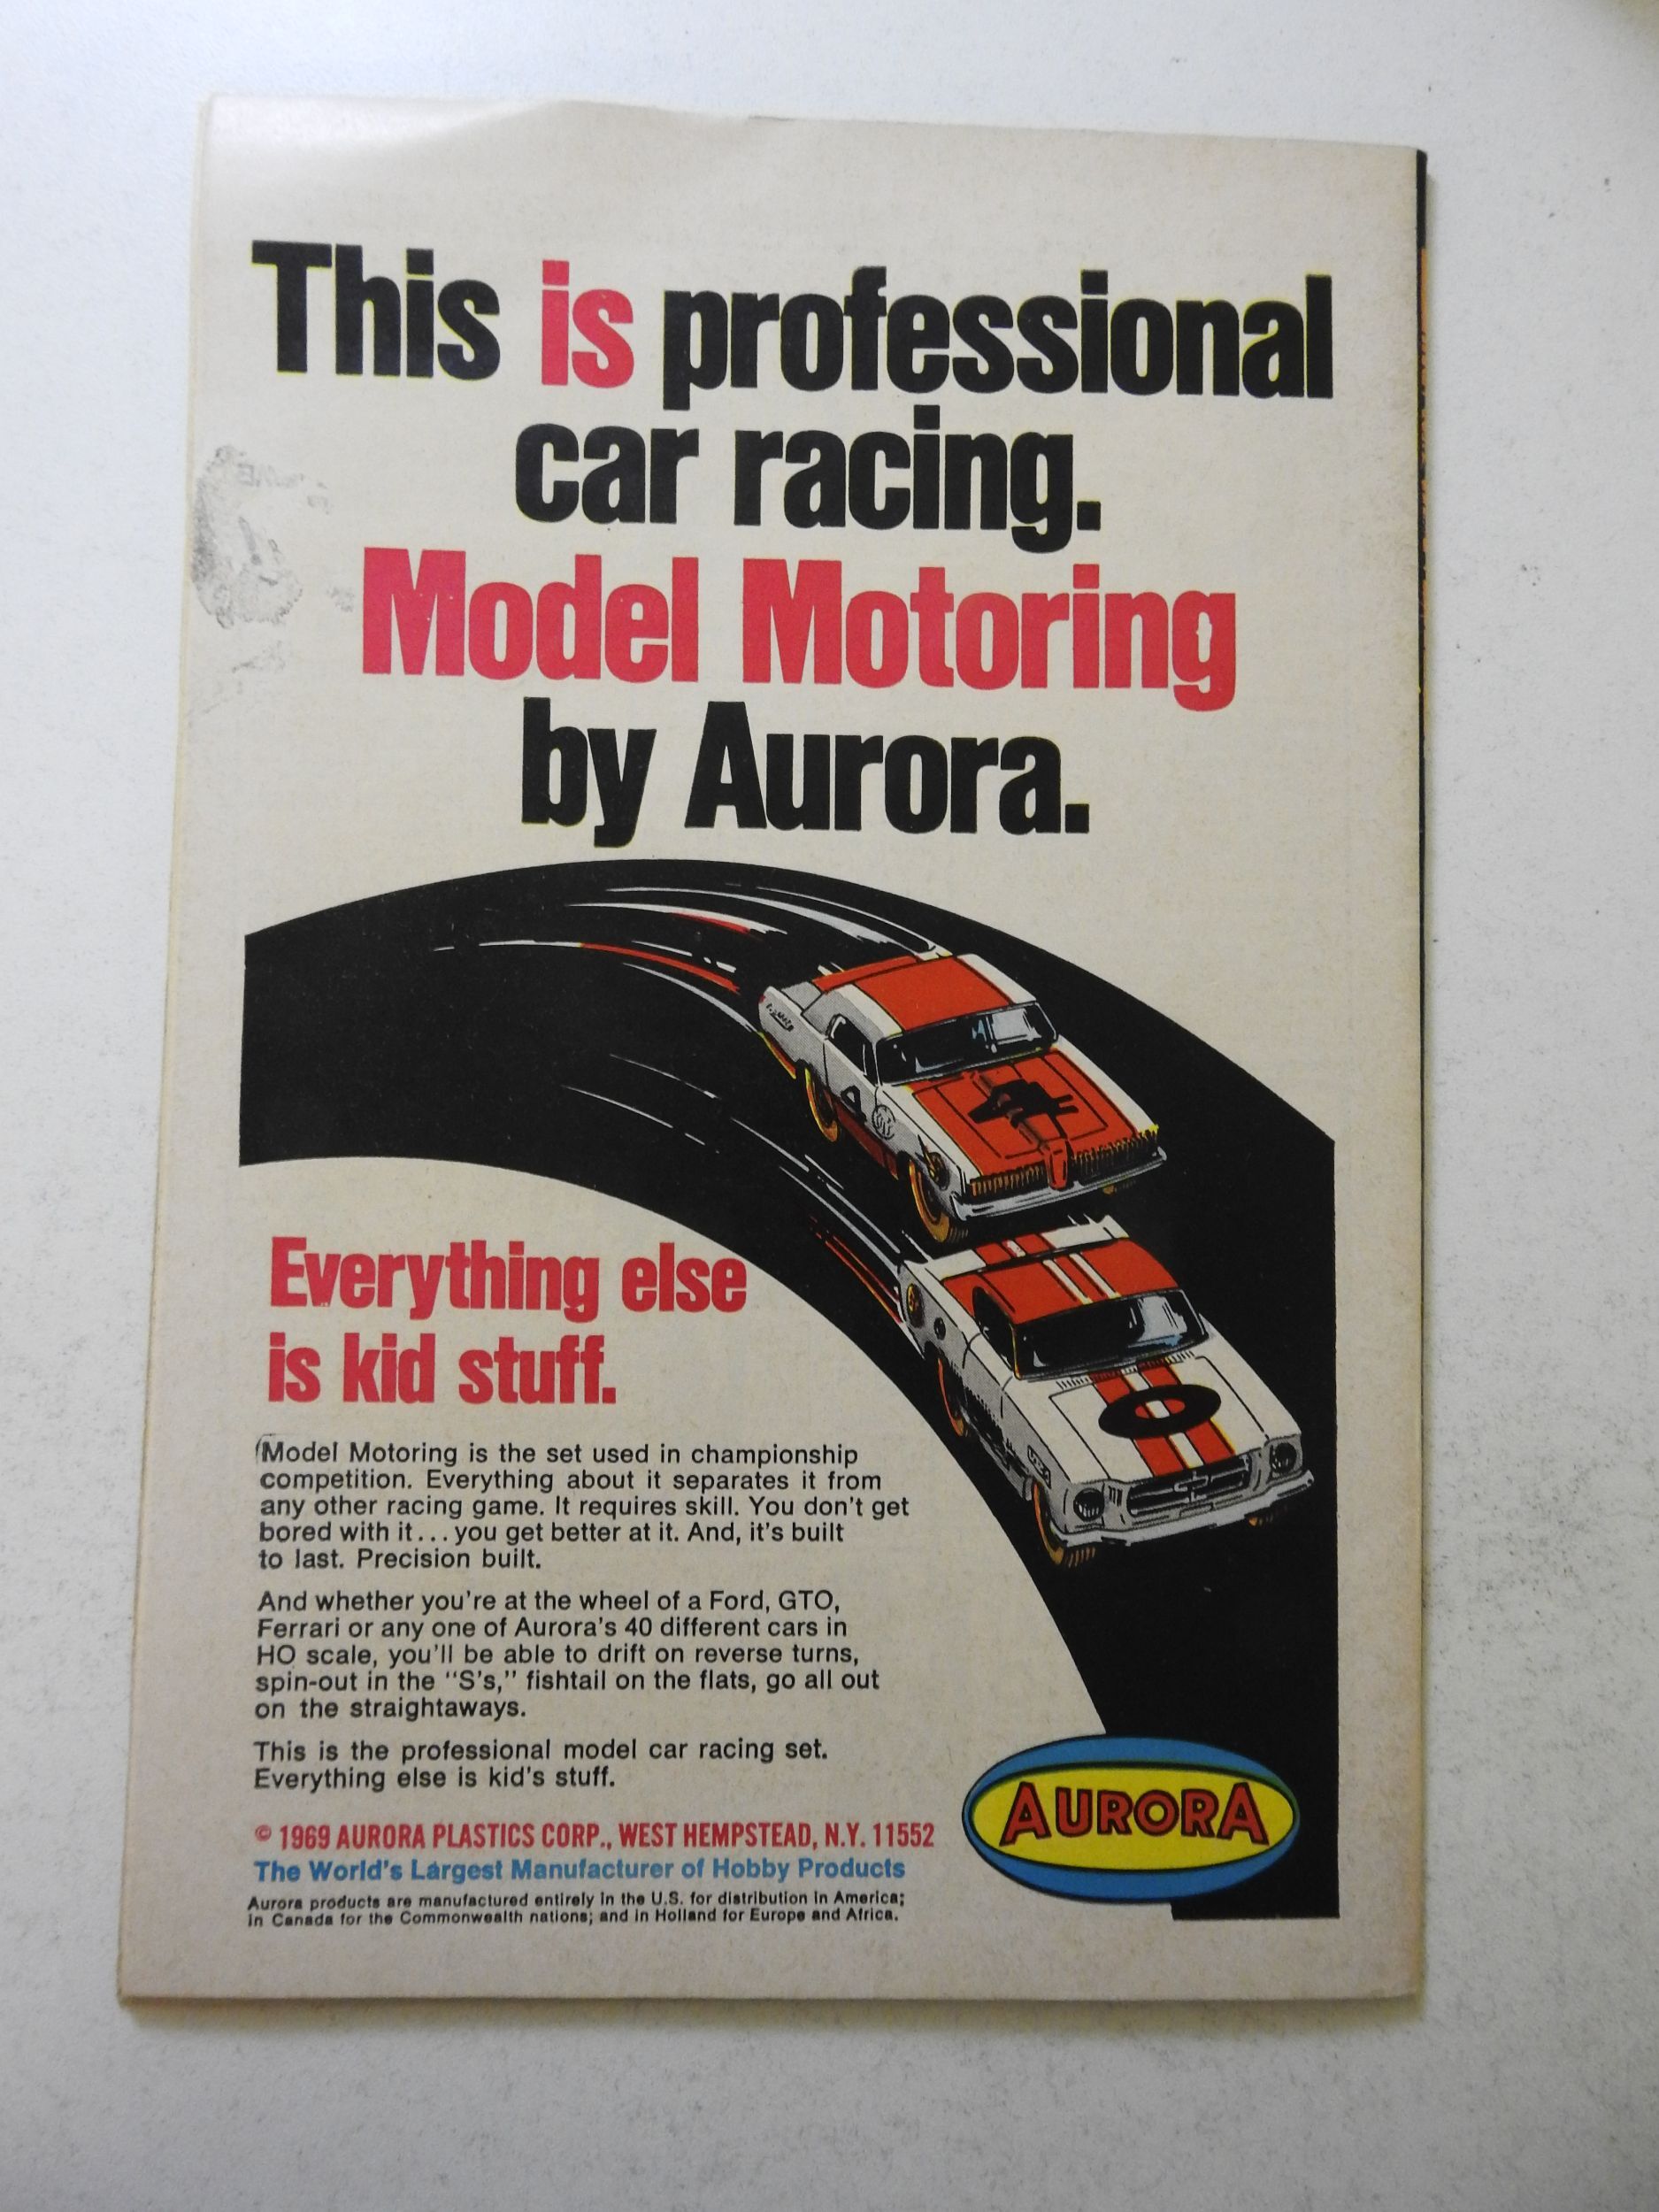 This is professional
car racing.
Model Motoring
by Aurora.
4
0
Everything else
is kid stuff.
Model Motoring is the set used in championship
competition. Everything about it separates it from
any other racing game. It requires skill. You don't get
bored with it...you get better at it. And, it's built
to last. Precision built.
And whether you're at the wheel of a Ford, GTO,
Ferrari or any one of Aurora's 40 different cars in
HO scale, you'll be able to drift on reverse turns,
spin-out in the "S's," fishtail on the flats, go all out
on the straightaways.
This is the professional model car racing set.
Everything else is kid's stuff.
© 1969 AURORA PLASTICS CORP., WEST HEMPSTEAD, N.Y. 11552
The World's Largest Manufacturer of Hobby Products
Aurora products are manufactured entirely in the U.S. for distribution in America;
in Canada for the Commonwealth nations; and in Holland for Europe and Africa.
AURORA